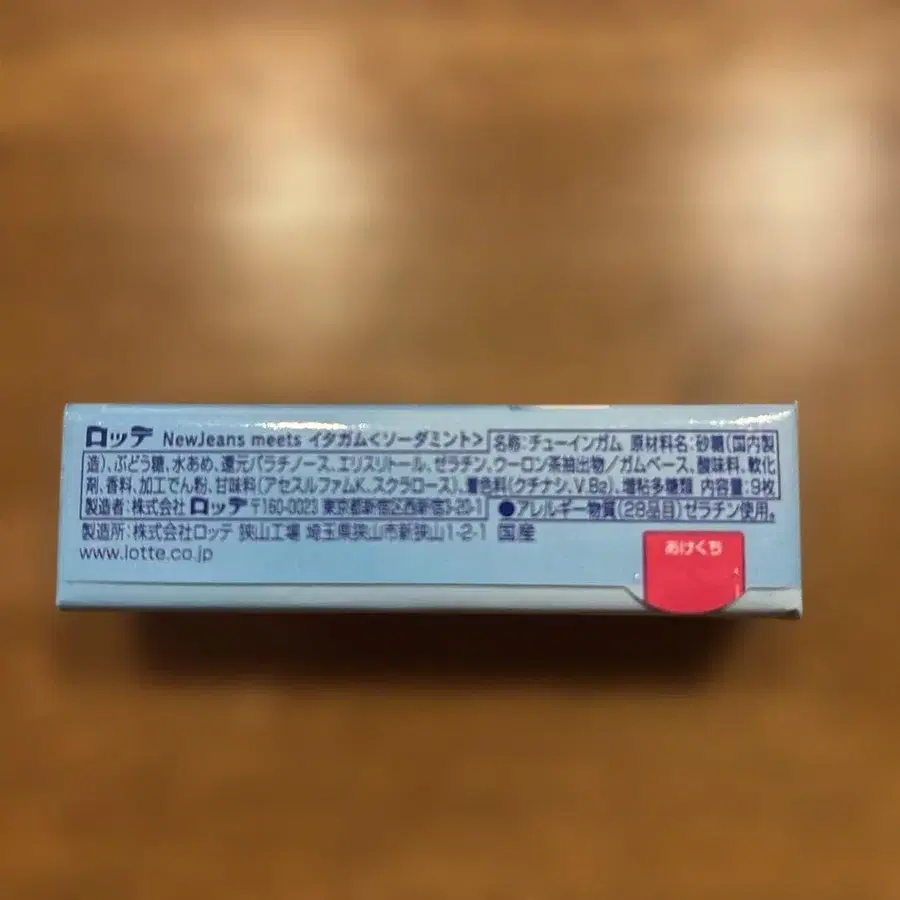 ロッテ NewJeans meets イタガム<ソーダミント> 名称:チューインガム 原材料名:砂糖(国内製
造)、ぶどう糖、水あめ、還元パラチノース、エリスリトール、ゼラチン、ウーロン茶抽出物/ガムベース、酸味料、軟化
剤、香料、加工でん粉、甘味料(アセスルファムK、スクラロース)、着色料(クチナシ、V.B₂)、増粘多糖類 内容量:9枚
製造者:株式会社 ロッテ 〒160-0023 東京都新宿区西新宿3-20-1 ●アレルギー物質(28品目)ゼラチン使用。
製造所:株式会社ロッテ 狭山工場 埼玉県狭山市新狭山1-2-1 国産
www.lotte.co.jp
あけくち